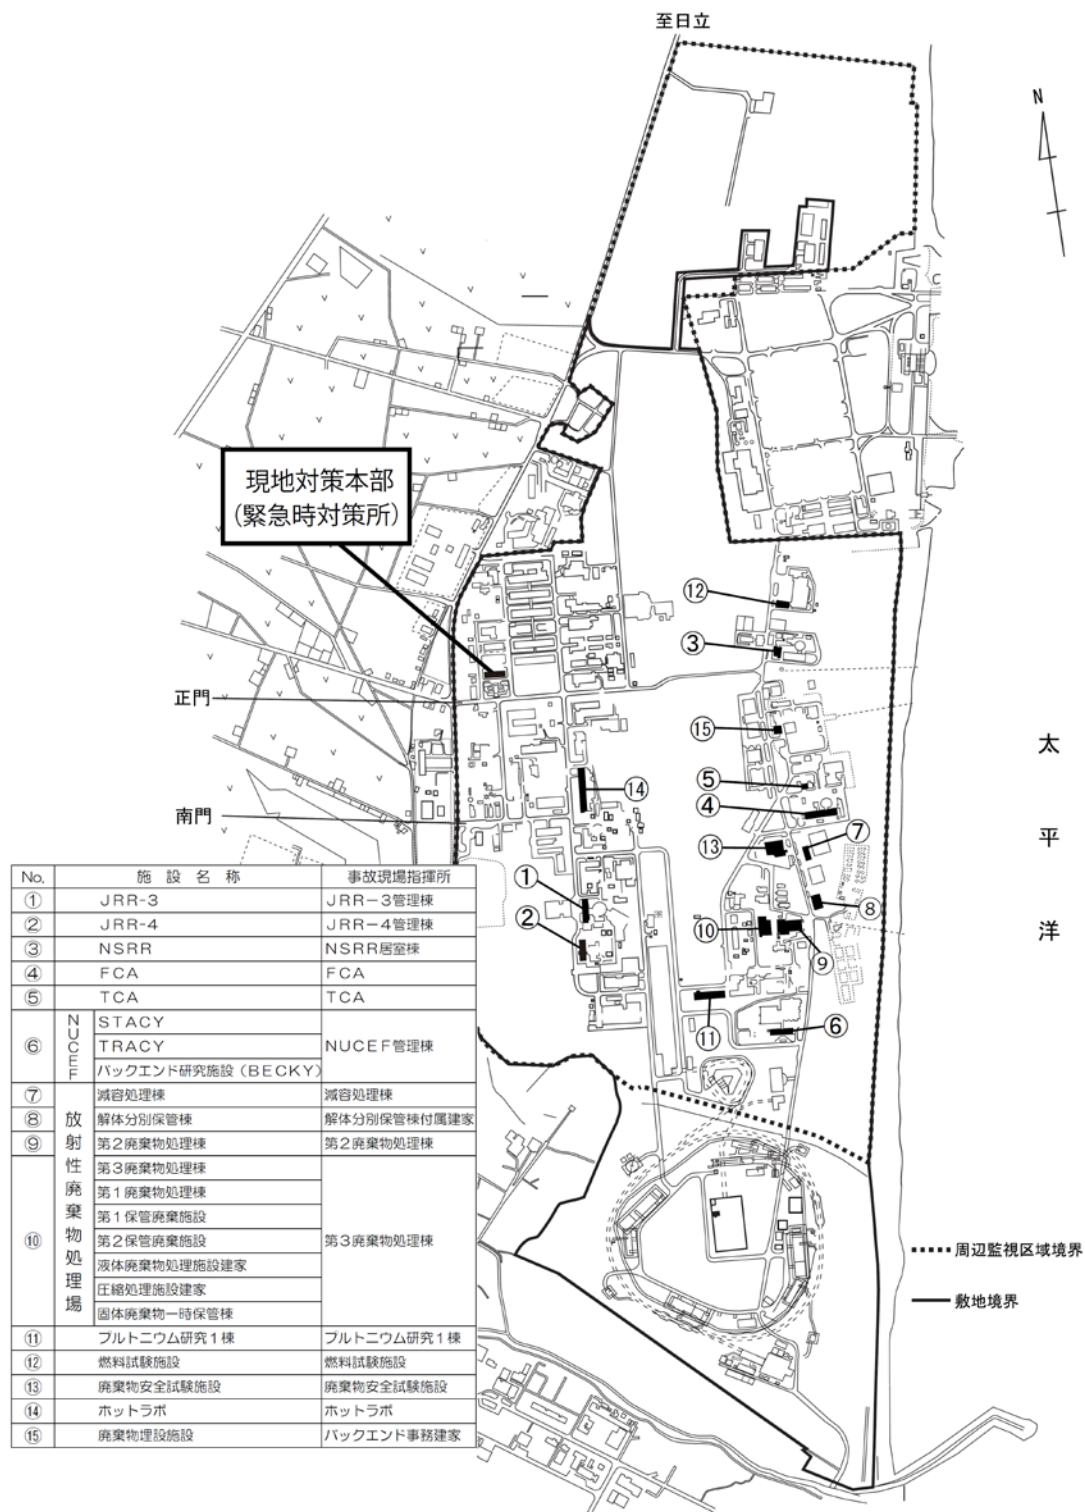 至日立
N
現地対策本部
（緊急時対策所）
⑫
③
正門
⑮
⑤
⑭
④
南門
⑦
⑬
①
⑧
②
⑩
⑨
⑪
⑥
太平洋
No. 施設名称 事故現場指揮所
① JRR-3 JRR－3管理棟
② JRR-4 JRR－4管理棟
③ NSRR NSRR居室棟
④ FCA FCA
⑤ TCA TCA
⑥ NUCEF STACY NUCEF管理棟
TRACY
バックエンド研究施設（BECKY）
放射性廃棄物処理場
⑦ 減容処理棟 減容処理棟
⑧ 解体分別保管棟 解体分別保管棟付属建家
⑨ 第2廃棄物処理棟 第2廃棄物処理棟
⑩ 第3廃棄物処理棟 第3廃棄物処理棟
第1廃棄物処理棟
第1保管廃棄施設
第2保管廃棄施設
液体廃棄物処理施設建家
圧縮処理施設建家
固体廃棄物一時保管棟
⑪ プルトニウム研究1棟 プルトニウム研究1棟
⑫ 燃料試験施設 燃料試験施設
⑬ 廃棄物安全試験施設 廃棄物安全試験施設
⑭ ホットラボ ホットラボ
⑮ 廃棄物埋設施設 バックエンド事務建家
周辺監視区域境界
敷地境界